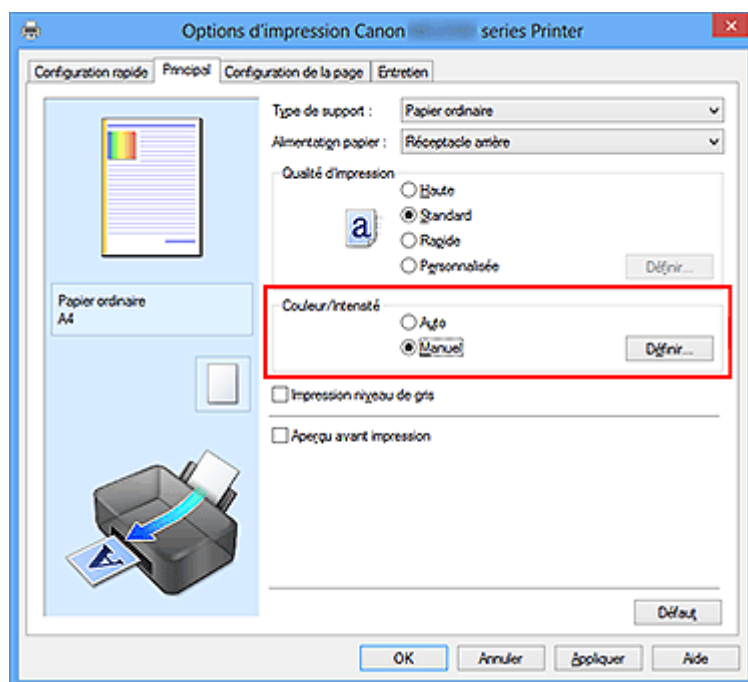 Options d'impression Canon series Printer
Configuration rapide Principal Configuration de la page Entretien
Type de support : Papier ordinaire
Alimentation papier : Réceptacle arrière
Qualité d'impression
Haute
a Standard
Rapide
Personnalisée Définir...
Papier ordinaire
A4
Couleur/Intensité
Auto
Manuel Définir...
Impression niveau de gris
Aperçu avant impression
A
Défaut
OK Annuler Appliquer Aide